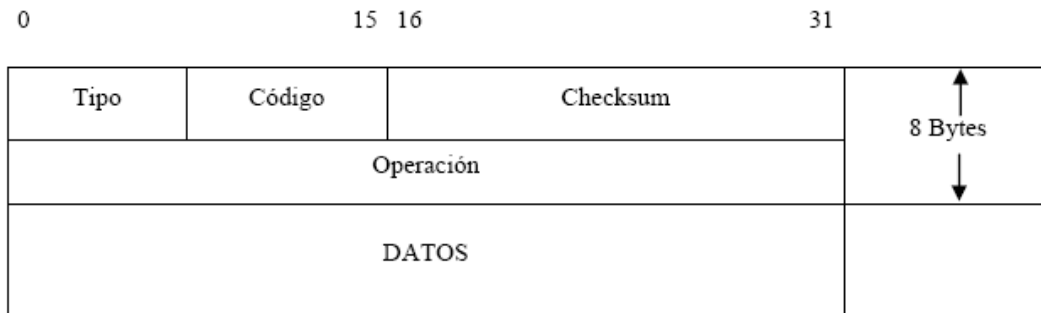 0 15 16 31
Tipo Código Checksum
8 Bytes
Operación
DATOS